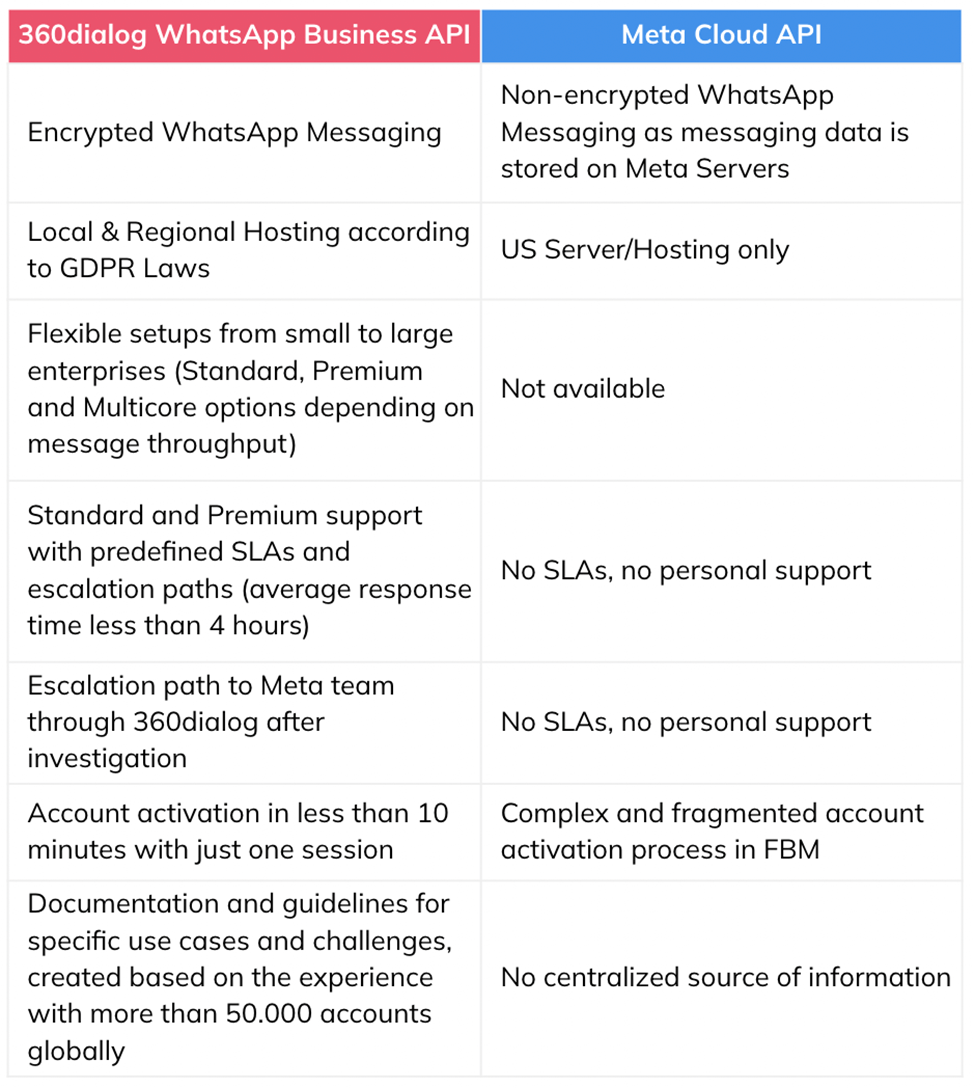 360dialog WhatsApp Business API
Meta Cloud API
Encrypted WhatsApp Messaging
Non-encrypted WhatsApp
Messaging as messaging data is
stored on Meta Servers
Local & Regional Hosting according
to GDPR Laws
US Server/Hosting only
Flexible setups from small to large
enterprises (Standard, Premium
and Multicore options depending on
message throughput)
Not available
Standard and Premium support
with predefined SLAs and
escalation paths (average response
time less than 4 hours)
No SLAs, no personal support
Escalation path to Meta team
through 360dialog after
investigation
No SLAs, no personal support
Account activation in less than 10
minutes with just one session
Complex and fragmented account
activation process in FBM
Documentation and guidelines for
specific use cases and challenges,
created based on the experience
with more than 50.000 accounts
globally
No centralized source of information